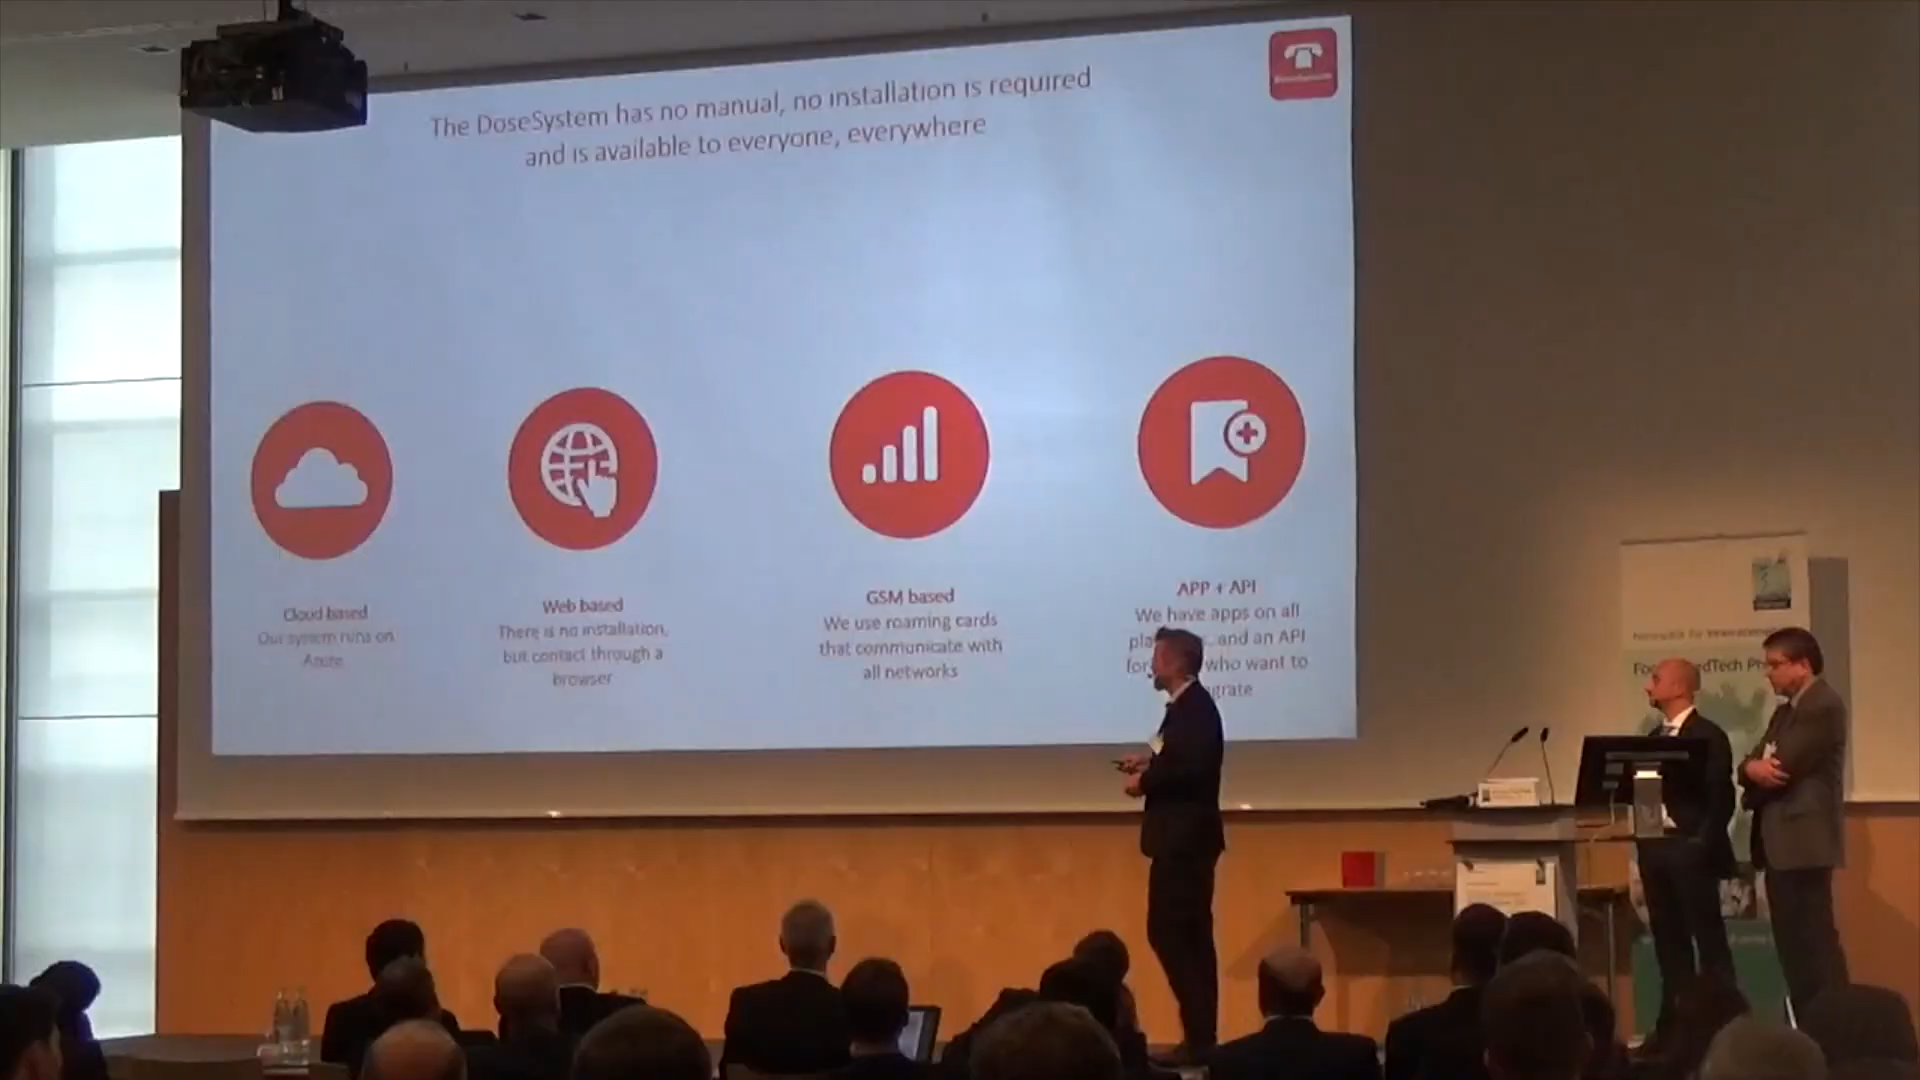 The DoseSystem has no manual, no installation is required
and is available to everyone, everywhere
Cloud based
Our system runs on
Azure
Web based
There is no installation,
but contact through a
browser
GSM based
We use roaming cards
that communicate with
all networks
APP + API
We have apps on all
and an API
who want to